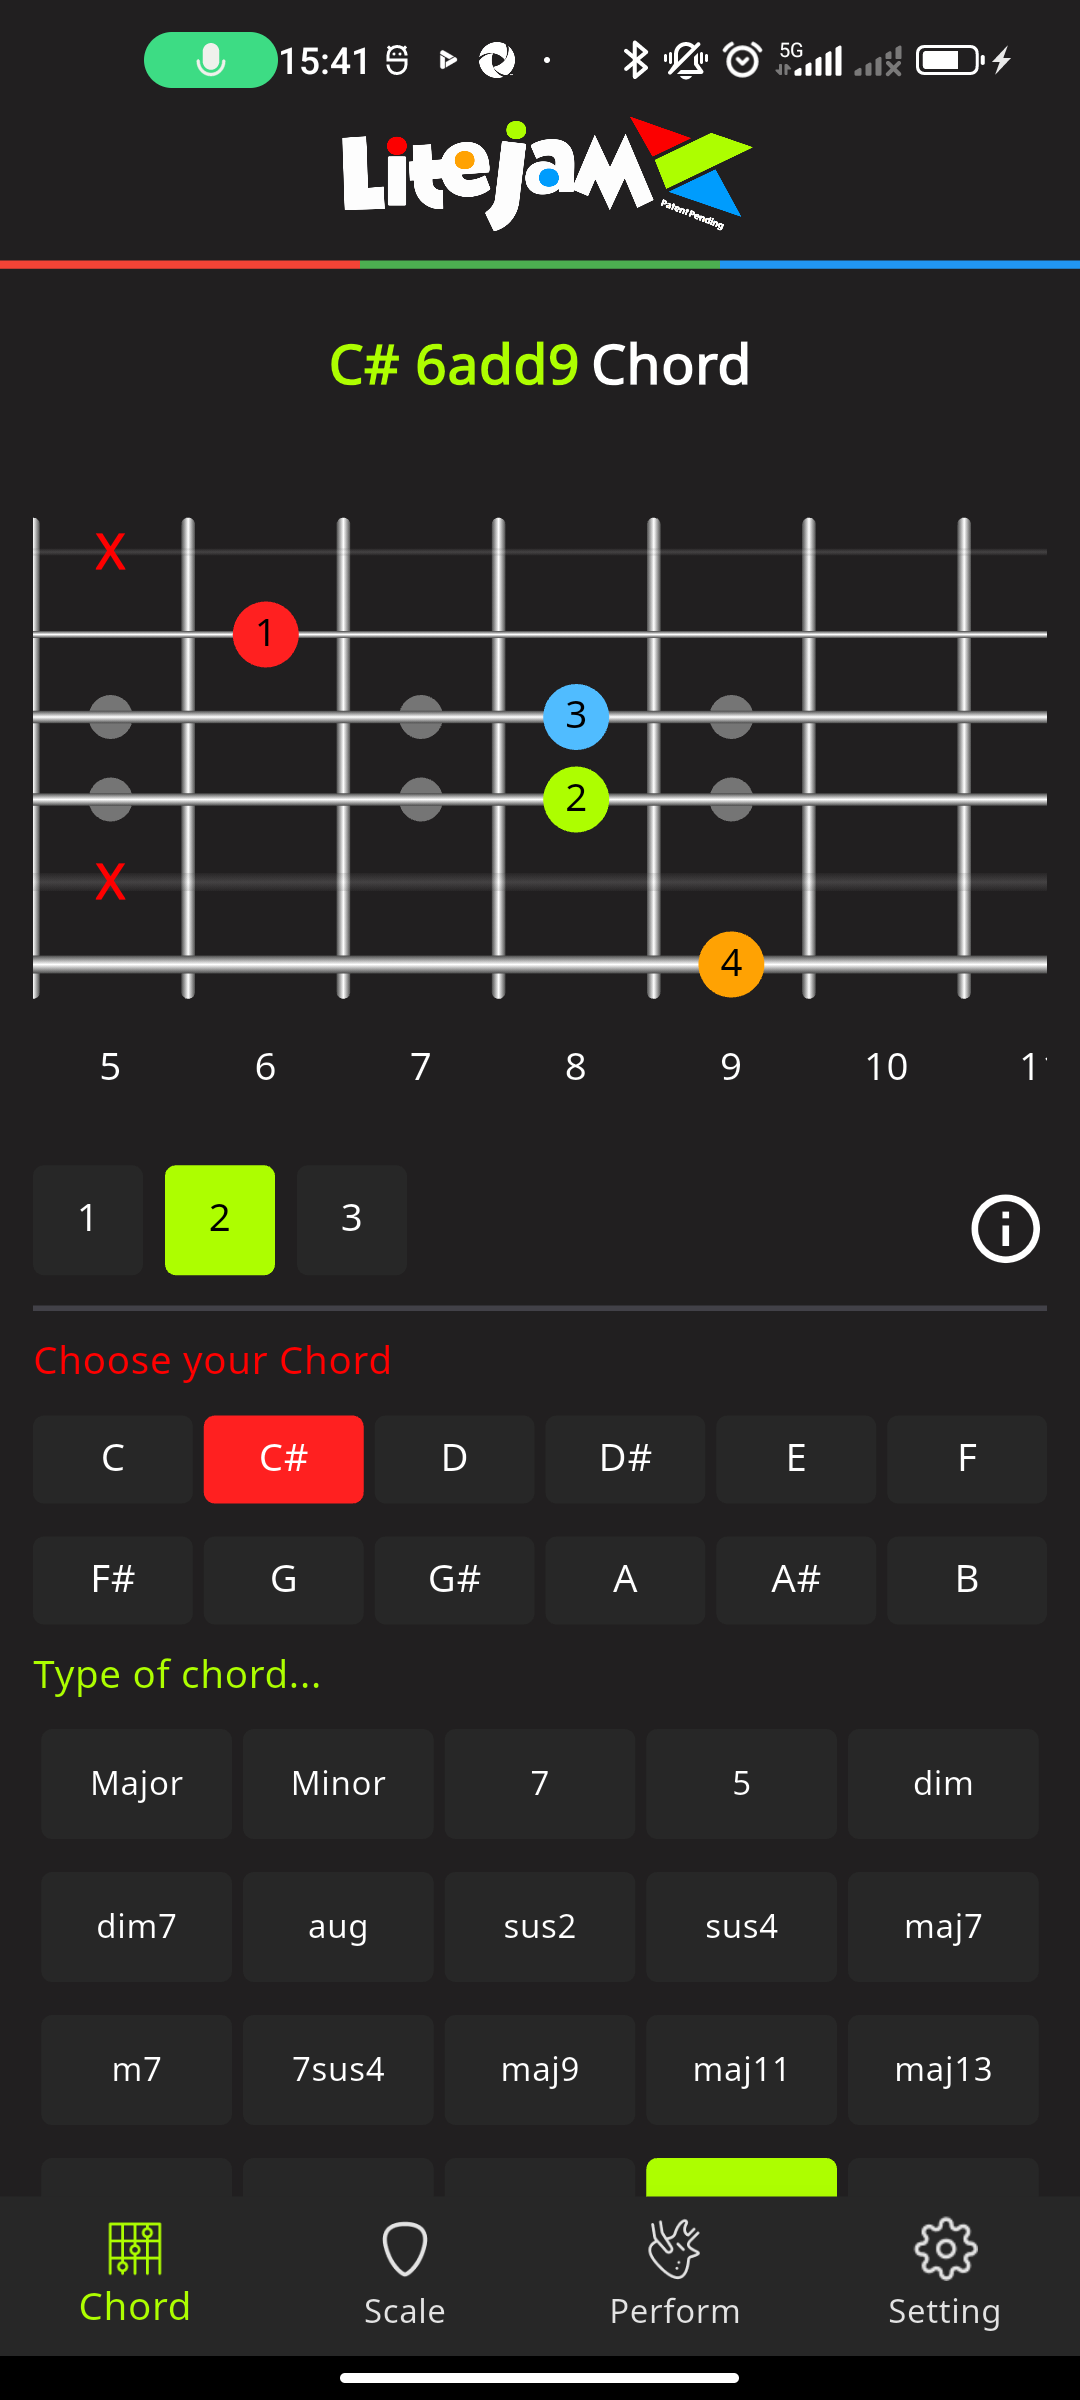 15:41 5G
LitejaM
Patent Pending
C# 6add9 Chord
X
1
3
2
X
4
5 6 7 8 9 10
1 2 3
Choose your Chord
C C# D D# E F
F# G G# A A# B
Type of chord...
Major Minor 7 5 dim
dim7 aug sus2 sus4 maj7
m7 7sus4 maj9 maj11 maj13
Chord Scale Perform Setting